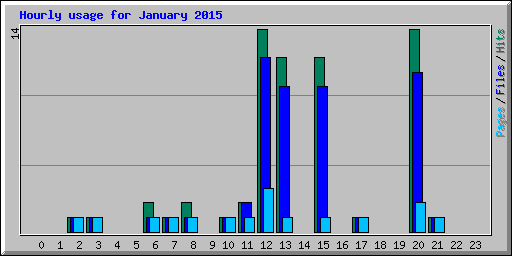 Hourly usage for January 2015
14
Pages / Files / Hits
0 1 2 3 4 5 6 7 8 9 10 11 12 13 14 15 16 17 18 19 20 21 22 23